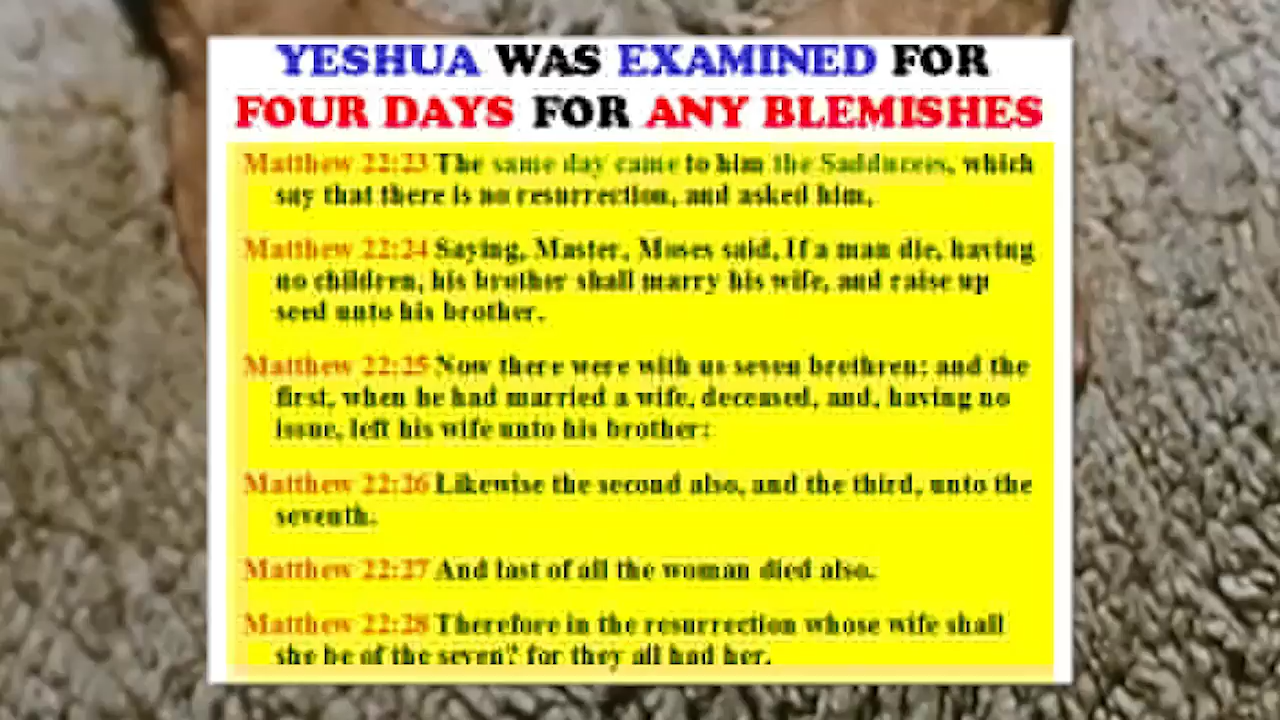 YESHUA WAS EXAMINED FOR
FOUR DAYS FOR ANY BLEMISHES
Matthew 22:23 The same day came to him the Sadducees, which
say that there is no resurrection, and asked him,
Matthew 22:24 Saying, Master, Moses said, If a man die, having
no children, his brother shall marry his wife, and raise up
seed unto his brother.
Matthew 22:25 Now there were with us seven brethren: and the
first, when he had married a wife, deceased, and, having no
issue, left his wife unto his brother:
Matthew 22:26 Likewise the second also, and the third, unto the
seventh.
Matthew 22:27 And last of all the woman died also.
Matthew 22:28 Therefore in the resurrection whose wife shall
she be of the seven? for they all had her.